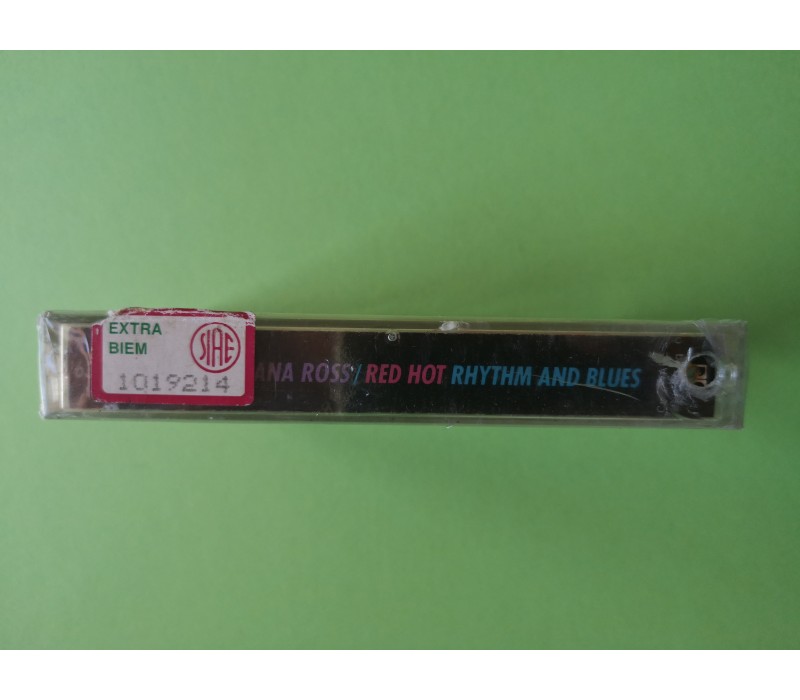 EXTRA
BIEM
SIAE
1019214
ANA ROSS/RED HOT RHYTHM AND BLUES